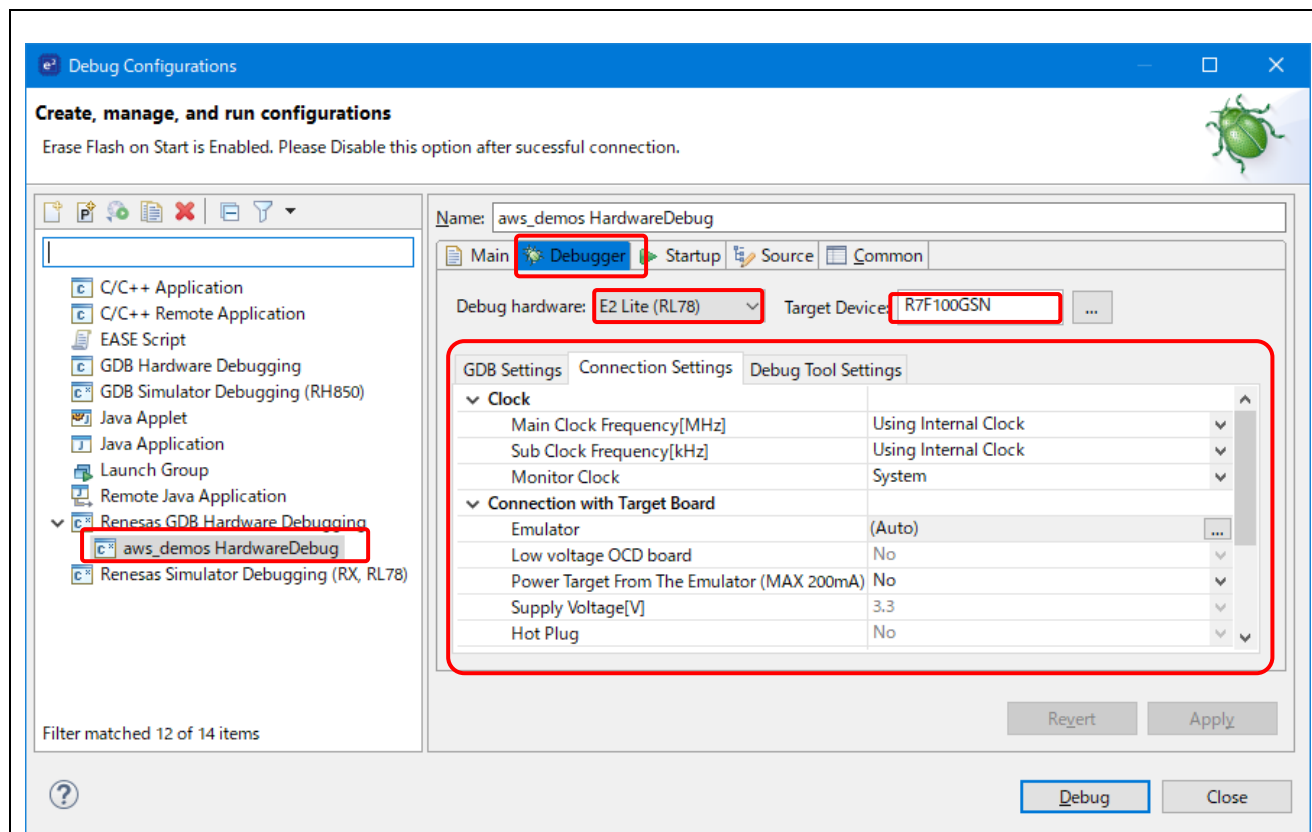 e² Debug Configurations
Create, manage, and run configurations
Erase Flash on Start is Enabled. Please Disable this option after sucessful connection.
C/C++ Application
C/C++ Remote Application
EASE Script
GDB Hardware Debugging
GDB Simulator Debugging (RH850)
Java Applet
Java Application
Launch Group
Remote Java Application
Renesas GDB Hardware Debugging
aws_demos HardwareDebug
Renesas Simulator Debugging (RX, RL78)
Filter matched 12 of 14 items
Name: aws_demos HardwareDebug
Main Debugger Startup Source Common
Debug hardware: E2 Lite (RL78) Target Device: R7F100GSN ...
GDB Settings Connection Settings Debug Tool Settings
Clock
Main Clock Frequency[MHz] Using Internal Clock
Sub Clock Frequency[kHz] Using Internal Clock
Monitor Clock System
Connection with Target Board
Emulator (Auto) ...
Low voltage OCD board No
Power Target From The Emulator (MAX 200mA) No
Supply Voltage[V] 3.3
Hot Plug No
Revert Apply
? Debug Close